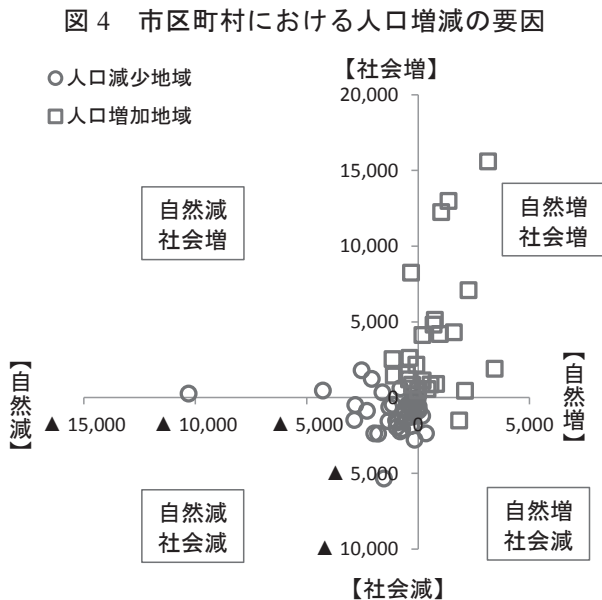 図 4　市区町村における人口増減の要因
【社会増】
○人口減少地域
□人口増加地域
20,000
15,000
10,000
5,000
0
自然減
社会増
自然増
社会増
【自然減】
▲ 15,000
▲ 10,000
▲ 5,000
0
5,000
【自然増】
▲ 5,000
▲ 10,000
自然減
社会減
自然増
社会減
【社会減】